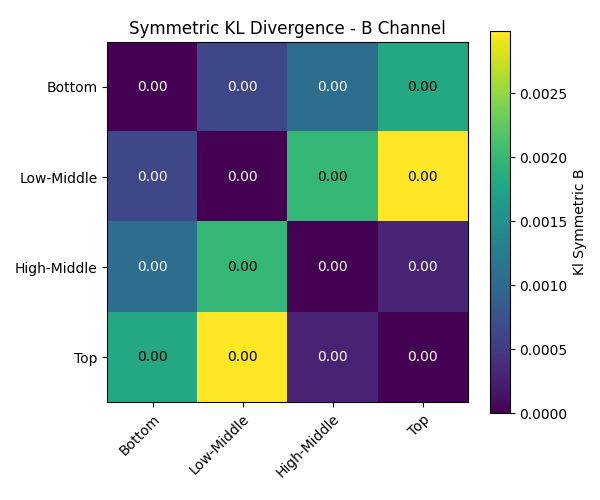 Symmetric KL Divergence - B Channel
Bottom 0.00 0.00 0.00 0.00
Low-Middle 0.00 0.00 0.00 0.00
High-Middle 0.00 0.00 0.00 0.00
Top 0.00 0.00 0.00 0.00
Bottom Low-Middle High-Middle Top
0.0025
0.0020
0.0015
0.0010
0.0005
0.0000
Kl Symmetric B